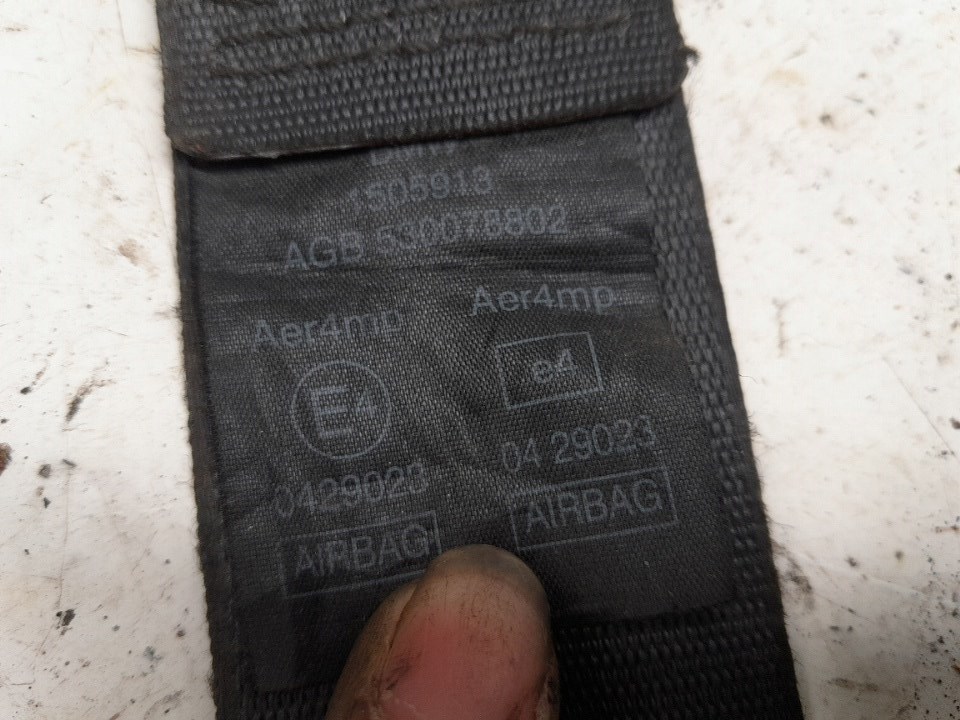 1505913
AGB 530078802
Aer4mp Aer4mp
E4 e4
0429023 04 29023
AIRBAG AIRBAG